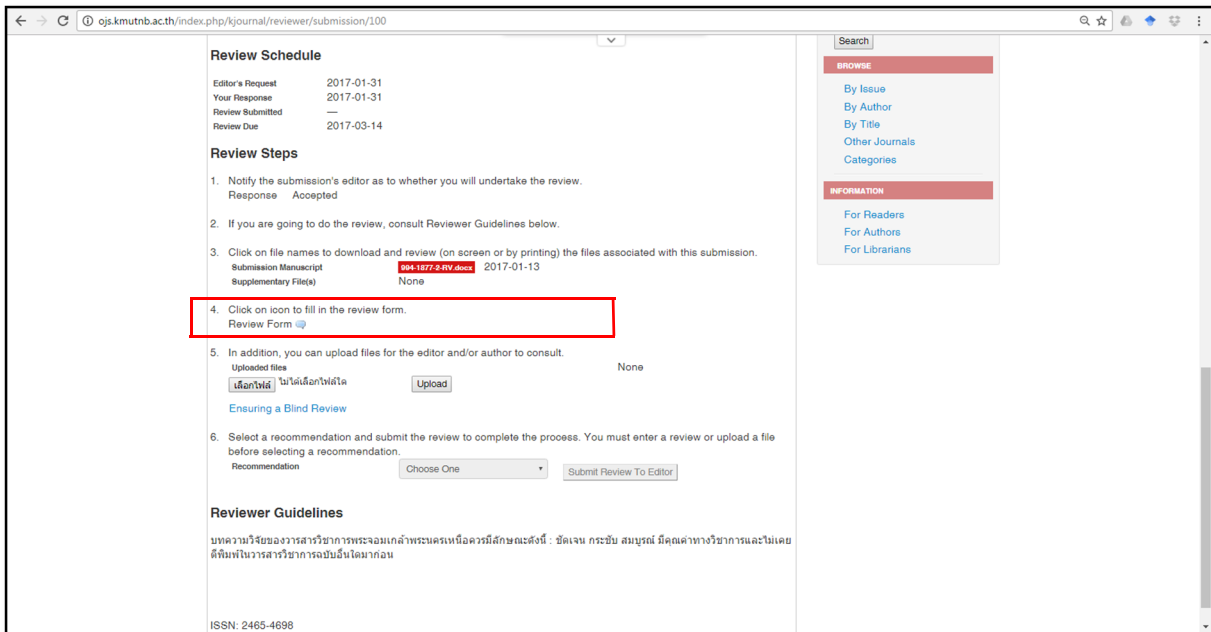 ojs.kmutnb.ac.th/index.php/kjournal/reviewer/submission/100
Review Schedule
Editor's Request 2017-01-31
Your Response 2017-01-31
Review Submitted —
Review Due 2017-03-14
Review Steps
1. Notify the submission's editor as to whether you will undertake the review.
Response Accepted
2. If you are going to do the review, consult Reviewer Guidelines below.
3. Click on file names to download and review (on screen or by printing) the files associated with this submission.
Submission Manuscript 994-1877-2-RV.docx 2017-01-13
Supplementary File(s) None
4. Click on icon to fill in the review form.
Review Form
5. In addition, you can upload files for the editor and/or author to consult.
Uploaded files None
เลือกไฟล์ ไม่ได้เลือกไฟล์ใด Upload
Ensuring a Blind Review
6. Select a recommendation and submit the review to complete the process. You must enter a review or upload a file
before selecting a recommendation.
Recommendation Choose One Submit Review To Editor
Reviewer Guidelines
บทความวิจัยของวารสารวิชาการพระจอมเกล้าพระนครเหนือควรมีลักษณะดังนี้ : ชัดเจน กระชับ สมบูรณ์ มีคุณค่าทางวิชาการและไม่เคย
ตีพิมพ์ในวารสารวิชาการฉบับอื่นใดมาก่อน
ISSN: 2465-4698
Search
BROWSE
By Issue
By Author
By Title
Other Journals
Categories
INFORMATION
For Readers
For Authors
For Librarians